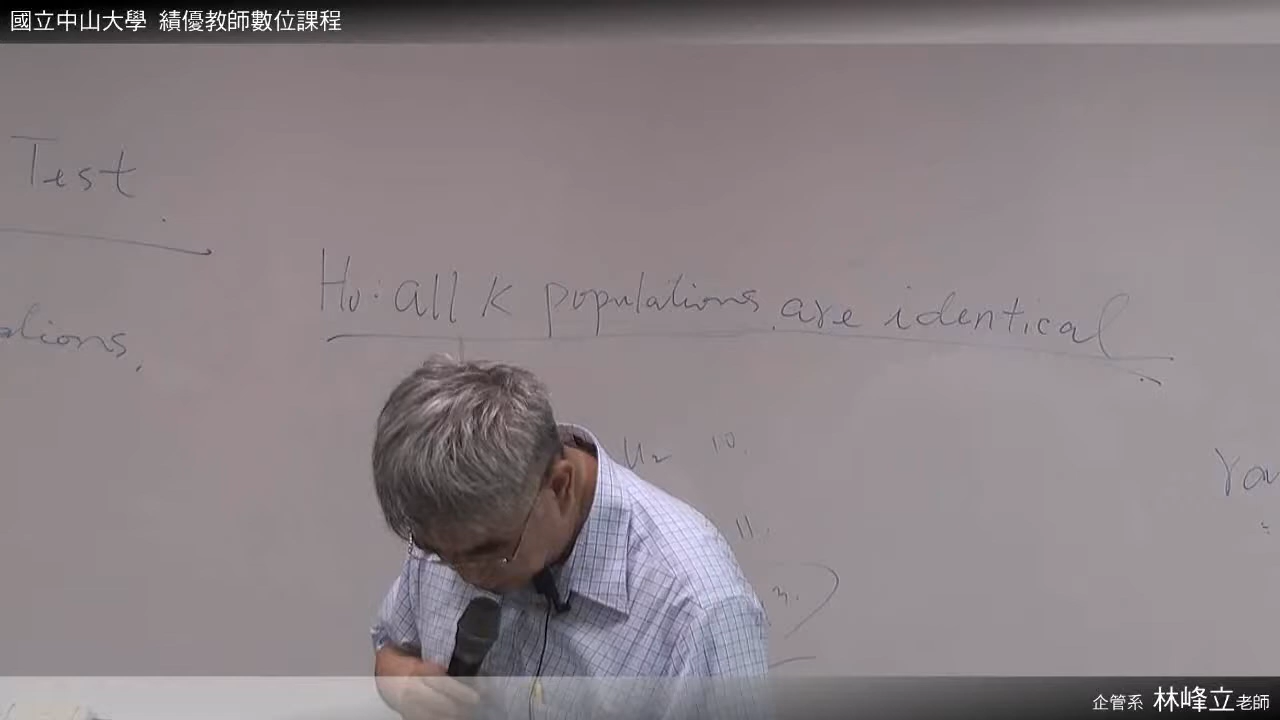 國立中山大學 績優教師數位課程
Test
H0: all K populations are identical
10.
11.
企管系 林峰立老師